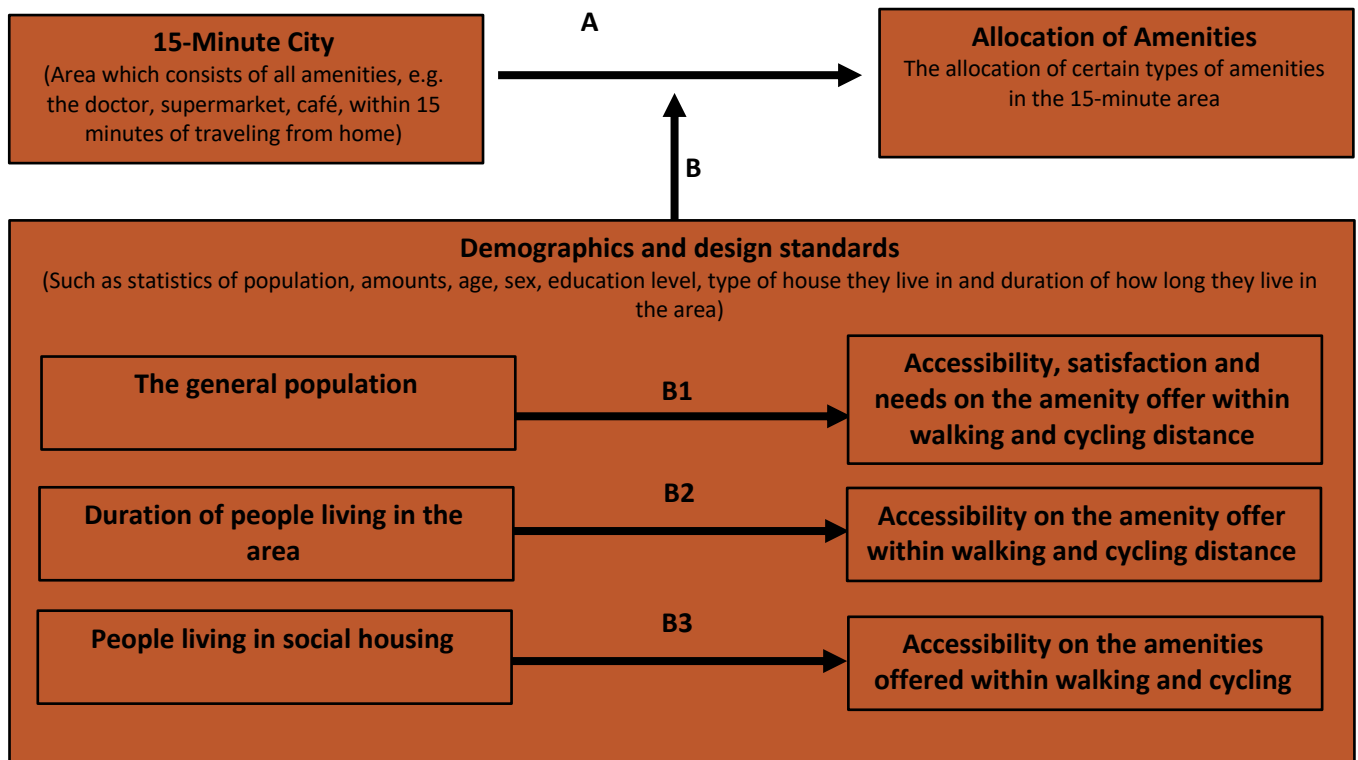 A
15-Minute City
(Area which consists of all amenities, e.g.
the doctor, supermarket, café, within 15
minutes of traveling from home)
Allocation of Amenities
The allocation of certain types of amenities
in the 15-minute area
B
Demographics and design standards
(Such as statistics of population, amounts, age, sex, education level, type of house they live in and duration of how long they live in
the area)
The general population
B1
Accessibility, satisfaction and
needs on the amenity offer within
walking and cycling distance
Duration of people living in the
area
B2
Accessibility on the amenity offer
within walking and cycling distance
People living in social housing
B3
Accessibility on the amenities
offered within walking and cycling